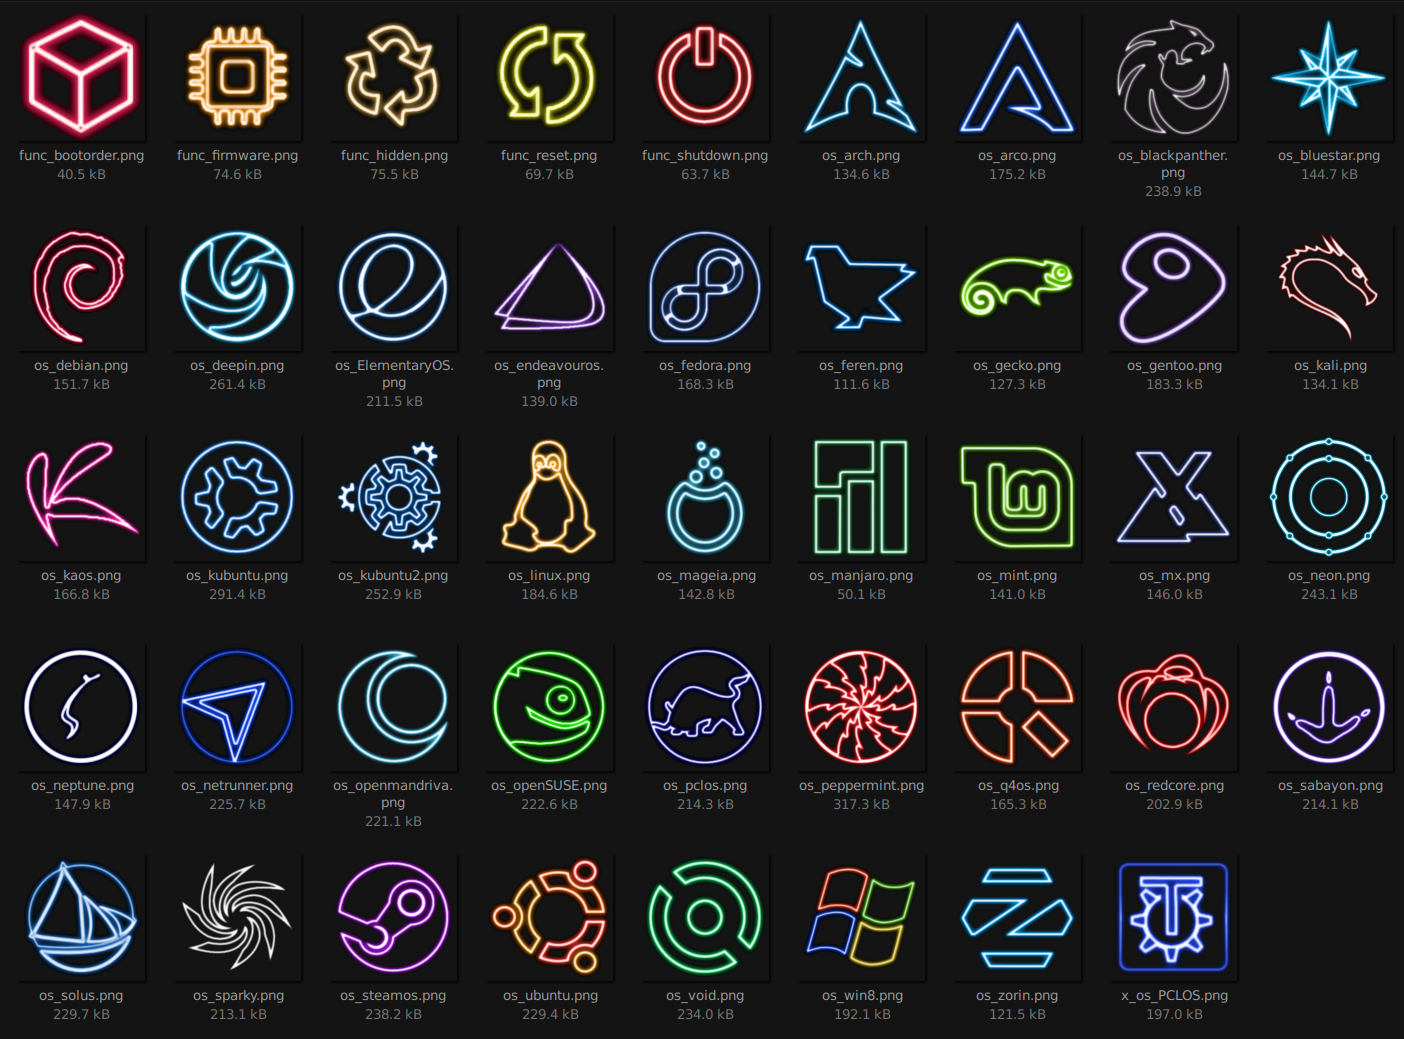 func_bootorder.png
40.5 kB
func_firmware.png
74.6 kB
func_hidden.png
75.5 kB
func_reset.png
69.7 kB
func_shutdown.png
63.7 kB
os_arch.png
134.6 kB
os_arco.png
175.2 kB
os_blackpanther.
png
238.9 kB
os_bluestar.png
144.7 kB
os_debian.png
151.7 kB
os_deepin.png
261.4 kB
os_ElementaryOS.
png
211.5 kB
os_endeavouros.
png
139.0 kB
os_fedora.png
168.3 kB
os_feren.png
111.6 kB
os_gecko.png
127.3 kB
os_gentoo.png
183.3 kB
os_kali.png
134.1 kB
os_kaos.png
166.8 kB
os_kubuntu.png
291.4 kB
os_kubuntu2.png
252.9 kB
os_linux.png
184.6 kB
os_mageia.png
142.8 kB
os_manjaro.png
50.1 kB
os_mint.png
141.0 kB
os_mx.png
146.0 kB
os_neon.png
243.1 kB
os_neptune.png
147.9 kB
os_netrunner.png
225.7 kB
os_openmandriva.
png
221.1 kB
os_openSUSE.png
222.6 kB
os_pclos.png
214.3 kB
os_peppermint.png
317.3 kB
os_q4os.png
165.3 kB
os_redcore.png
202.9 kB
os_sabayon.png
214.1 kB
os_solus.png
229.7 kB
os_sparky.png
213.1 kB
os_steamos.png
238.2 kB
os_ubuntu.png
229.4 kB
os_void.png
234.0 kB
os_win8.png
192.1 kB
os_zorin.png
121.5 kB
x_os_PCLOS.png
197.0 kB